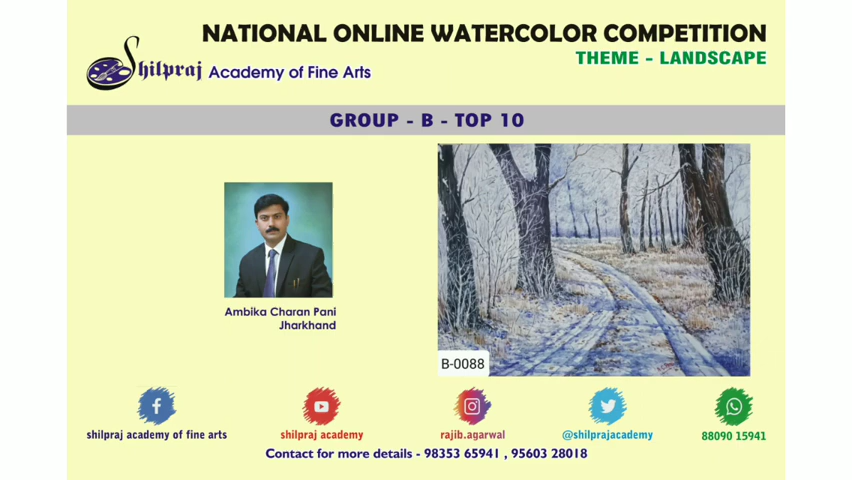 NATIONAL ONLINE WATERCOLOR COMPETITION
THEME - LANDSCAPE
Shilpraj Academy of Fine Arts
GROUP - B - TOP 10
Ambika Charan Pani
Jharkhand
B-0088
shilpraj academy of fine arts
shilpraj academy
rajib.agarwal
@shilprajacademy
88090 15941
Contact for more details - 98353 65941 , 95603 28018